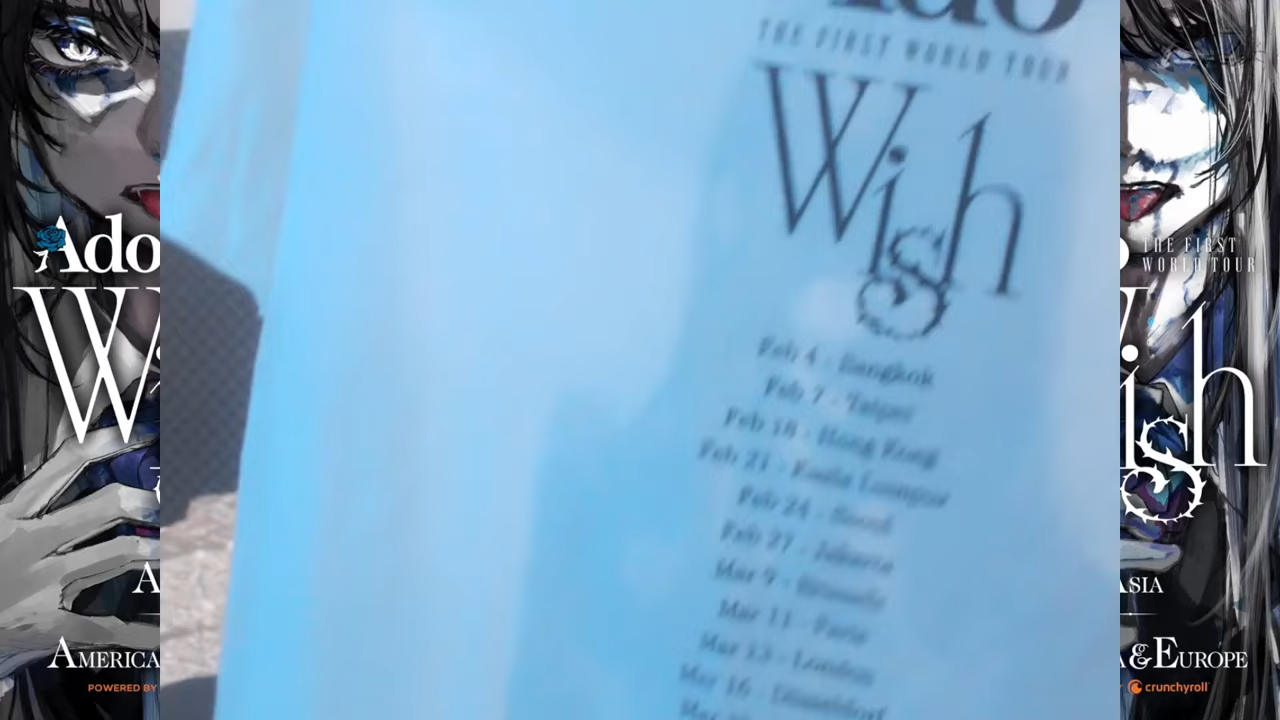 Ado
THE FIRST WORLD TOUR
Wish
Feb 4 - Bangkok
Feb 7 - Taipei
Feb 18 - Hong Kong
Feb 21 - Kuala Lumpur
Feb 24 - Seoul
Feb 27 - Jakarta
Mar 9 - Brussels
Mar 11 - Paris
Mar 13 - London
Mar 16 - Düsseldorf
Ado
W
A
AMERICA
POWERED BY
THE FIRST
WORLD TOUR
ish
ASIA
& EUROPE
crunchyroll